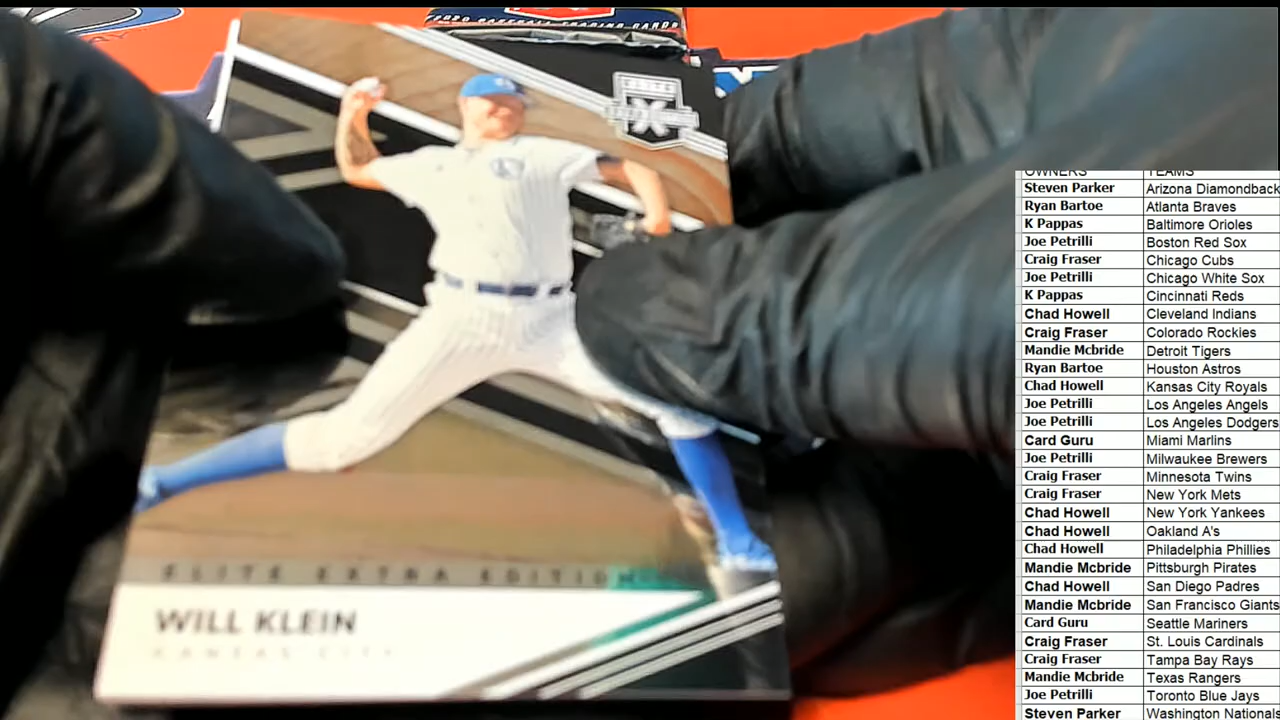 2020 BASEBALL TRADING CARDS
ELITE
X
ELITE EXTRA EDITION
WILL KLEIN
KANSAS CITY
OWNERS TEAMS
Steven Parker Arizona Diamondback
Ryan Bartoe Atlanta Braves
K Pappas Baltimore Orioles
Joe Petrilli Boston Red Sox
Craig Fraser Chicago Cubs
Joe Petrilli Chicago White Sox
K Pappas Cincinnati Reds
Chad Howell Cleveland Indians
Craig Fraser Colorado Rockies
Mandie Mcbride Detroit Tigers
Ryan Bartoe Houston Astros
Chad Howell Kansas City Royals
Joe Petrilli Los Angeles Angels
Joe Petrilli Los Angeles Dodgers
Card Guru Miami Marlins
Joe Petrilli Milwaukee Brewers
Craig Fraser Minnesota Twins
Craig Fraser New York Mets
Chad Howell New York Yankees
Chad Howell Oakland A's
Chad Howell Philadelphia Phillies
Mandie Mcbride Pittsburgh Pirates
Chad Howell San Diego Padres
Mandie Mcbride San Francisco Giants
Card Guru Seattle Mariners
Craig Fraser St. Louis Cardinals
Craig Fraser Tampa Bay Rays
Mandie Mcbride Texas Rangers
Joe Petrilli Toronto Blue Jays
Steven Parker Washington Nationals